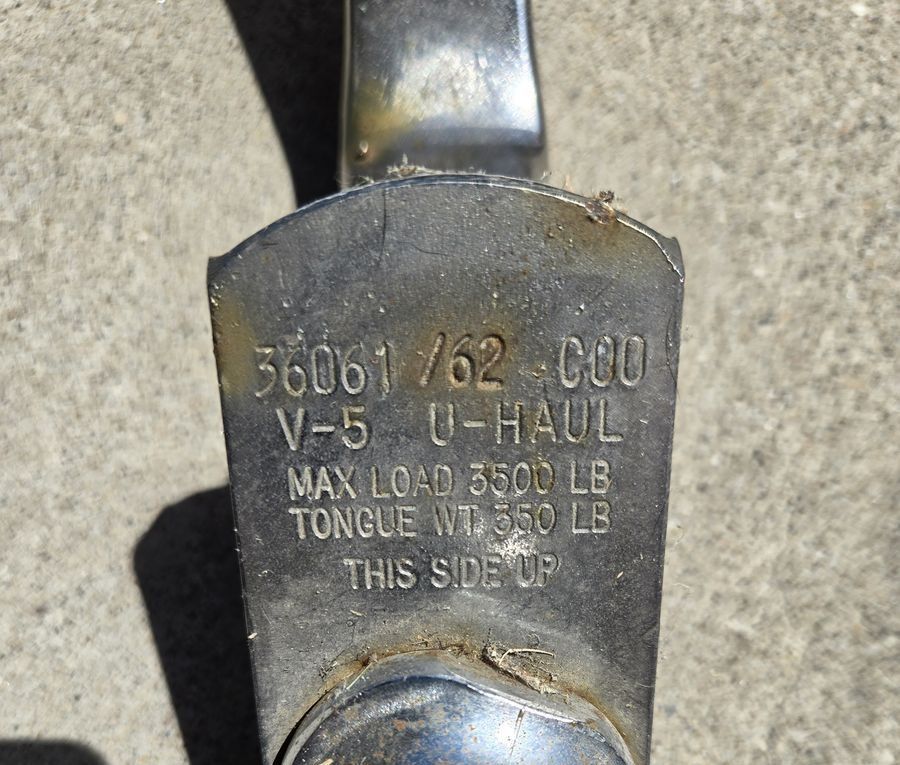 36061 /62 C00
V-5 U-HAUL
MAX LOAD 3500 LB
TONGUE WT 350 LB
THIS SIDE UP